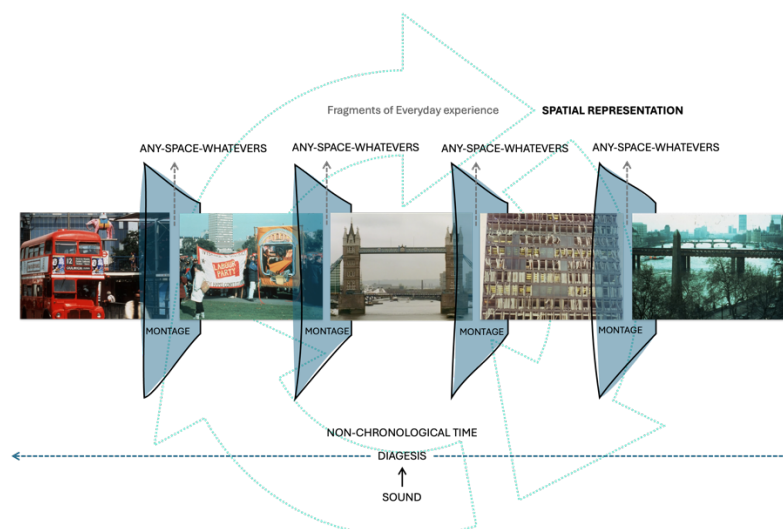 Fragments of Everyday experience
SPATIAL REPRESENTATION
ANY-SPACE-WHATEVERS
ANY-SPACE-WHATEVERS
ANY-SPACE-WHATEVERS
ANY-SPACE-WHATEVERS
LABOUR
PARTY
MONTAGE
MONTAGE
MONTAGE
MONTAGE
NON-CHRONOLOGICAL TIME
DIAGESIS
SOUND